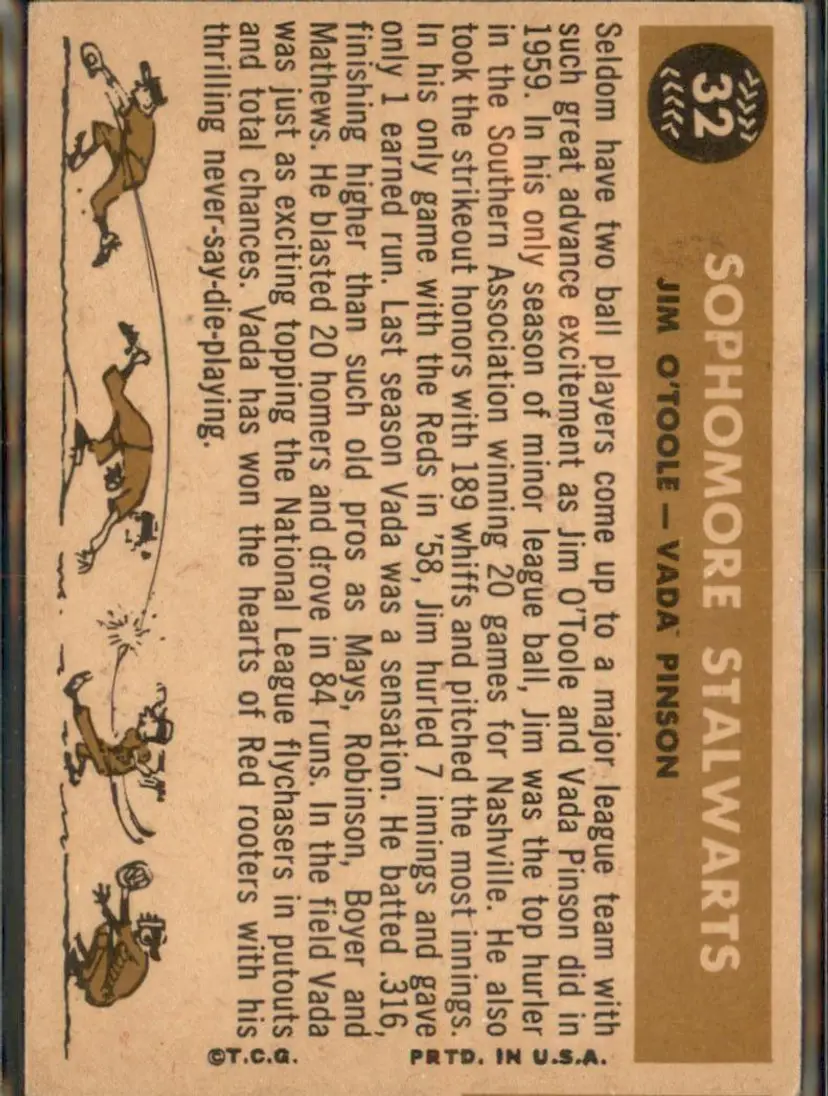 32
SOPHOMORE STALWARTS
JIM O'TOOLE — VADA PINSON
Seldom have two ball players come up to a major league team with
such great advance excitement as Jim O'Toole and Vada Pinson did in
1959. In his only season of minor league ball, Jim was the top hurler
in the Southern Association winning 20 games for Nashville. He also
took the strikeout honors with 189 whiffs and pitched the most innings.
In his only game with the Reds in '58, Jim hurled 7 innings and gave
only 1 earned run. Last season Vada was a sensation. He batted .316,
finishing higher than such old pros as Mays, Robinson, Boyer and
Mathews. He blasted 20 homers and drove in 84 runs. In the field Vada
was just as exciting topping the National League flychasers in putouts
and total chances. Vada has won the hearts of Red rooters with his
thrilling never-say-die-playing.
PRTD. IN U.S.A.
©T.C.G.